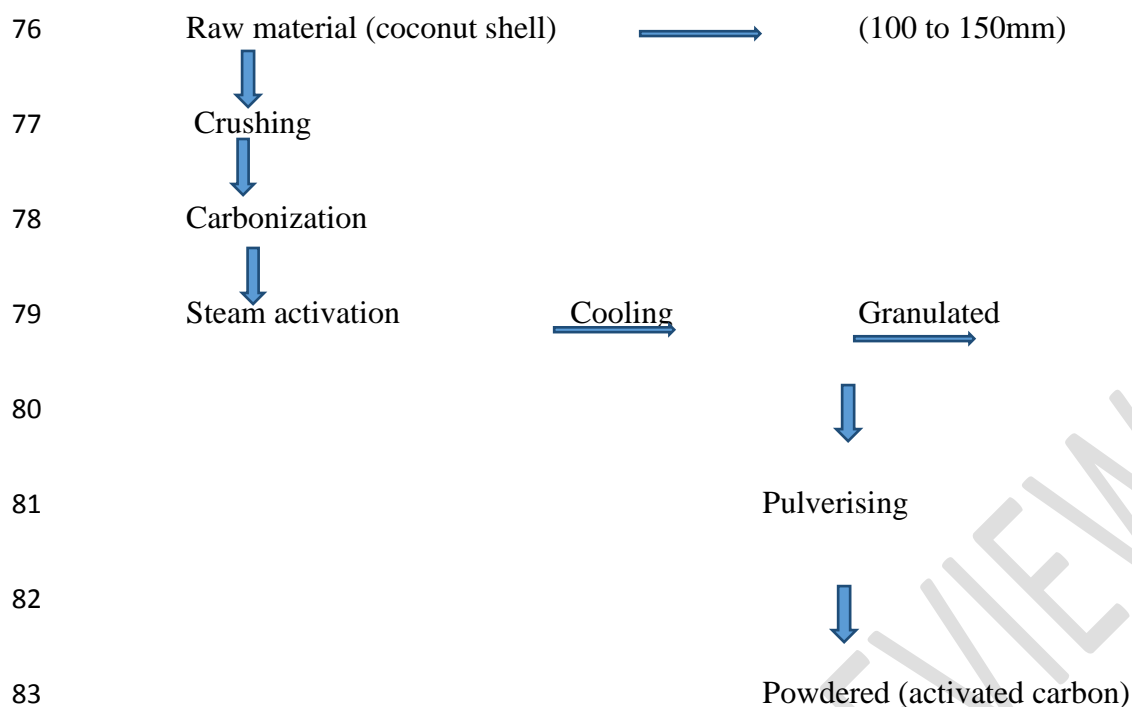 76 Raw material (coconut shell) (100 to 150mm)
77 Crushing
78 Carbonization
79 Steam activation Cooling Granulated
80
81 Pulverising
82
83 Powdered (activated carbon)